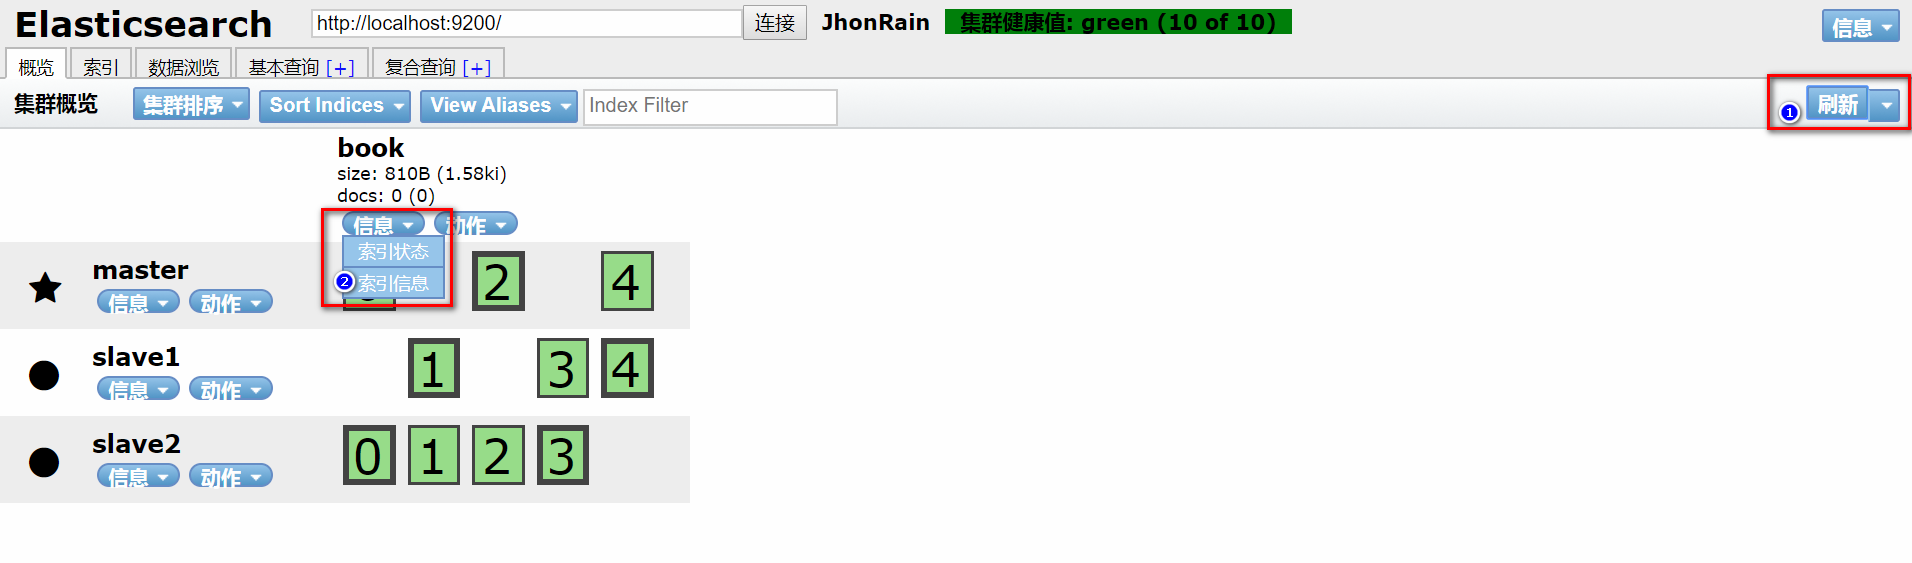 Elasticsearch http://localhost:9200/ 连接 JhonRain 集群健康值: green (10 of 10) 信息
概览 索引 数据浏览 基本查询 [+] 复合查询 [+]
集群概览 集群排序 Sort Indices View Aliases Index Filter 1 刷新
book
size: 810B (1.58ki)
docs: 0 (0)
信息 动作
索引状态
2 索引信息
master 2 4
信息 动作
slave1 1 3 4
信息 动作
slave2 0 1 2 3
信息 动作